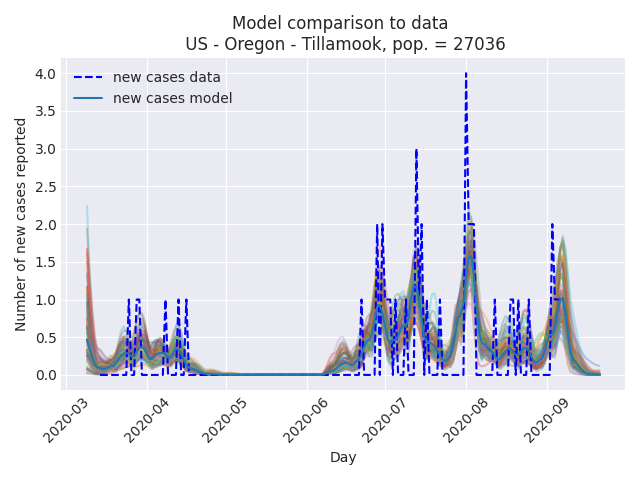 Model comparison to data
US - Oregon - Tillamook, pop. = 27036
new cases data
new cases model
Number of new cases reported
4.0
3.5
3.0
2.5
2.0
1.5
1.0
0.5
0.0
2020-03
2020-04
2020-05
2020-06
2020-07
2020-08
2020-09
Day